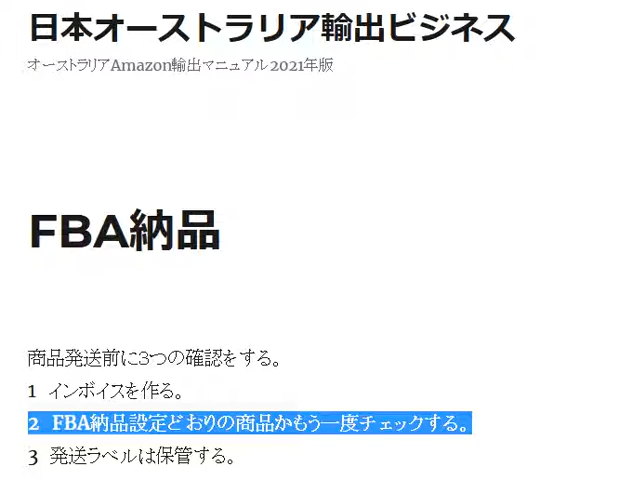 日本オーストラリア輸出ビジネス
オーストラリアAmazon輸出マニュアル2021年版
FBA納品
商品発送前に3つの確認をする。
1 インボイスを作る。
2 FBA納品設定どおりの商品かもう一度チェックする。
3 発送ラベルは保管する。